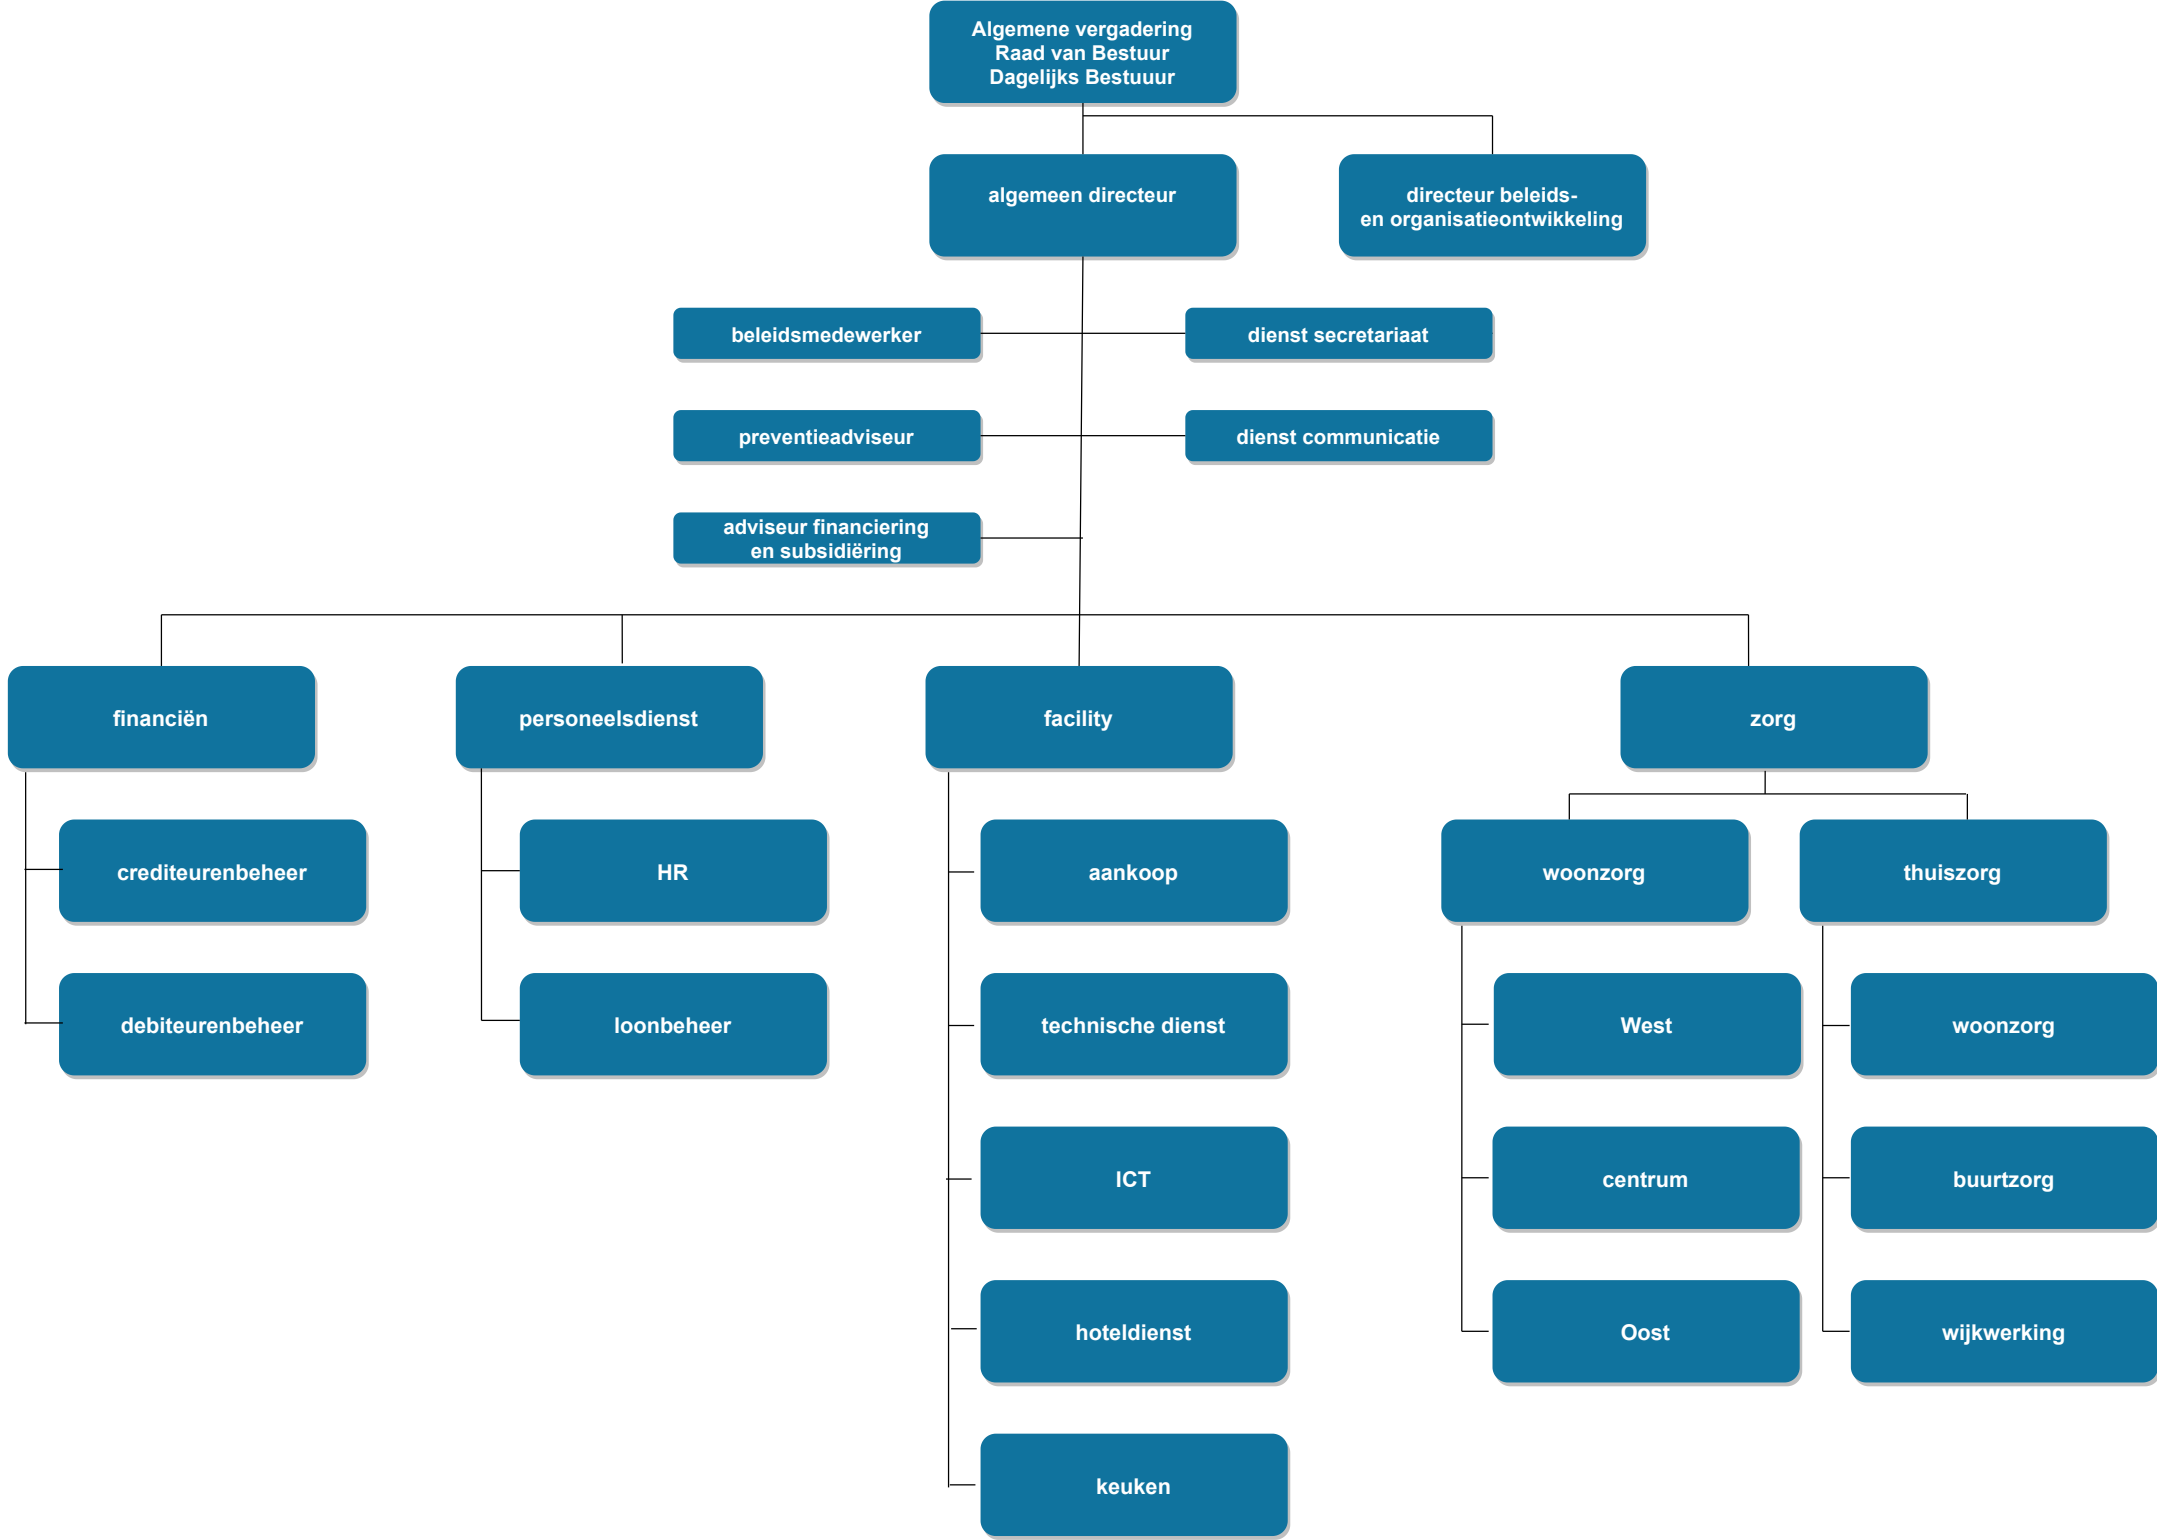 Algemene vergadering
Raad van Bestuur
Dagelijks Bestuuur
algemeen directeur
directeur beleids-
en organisatieontwikkeling
beleidsmedewerker
dienst secretariaat
preventieadviseur
dienst communicatie
adviseur financiering
en subsidiëring
financiën
personeelsdienst
facility
zorg
crediteurenbeheer
HR
aankoop
woonzorg
thuiszorg
debiteurenbeheer
loonbeheer
technische dienst
West
woonzorg
ICT
centrum
buurtzorg
hoteldienst
Oost
wijkwerking
keuken